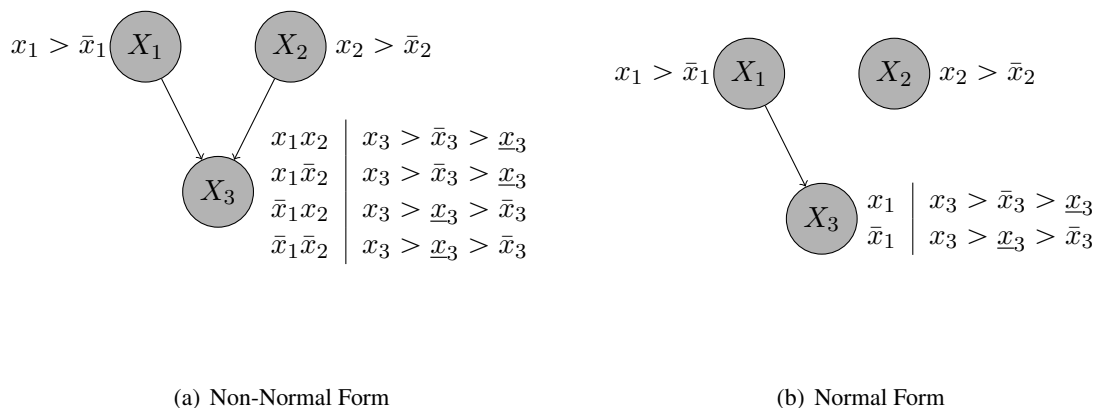 x₁ > x̄₁ X₁ X₂ x₂ > x̄₂
x₁x₂ | x₃ > x̄₃ > x̲₃
x₁x̄₂ | x₃ > x̄₃ > x̲₃
X₃
x̄₁x₂ | x₃ > x̲₃ > x̄₃
x̄₁x̄₂ | x₃ > x̲₃ > x̄₃
(a) Non-Normal Form
x₁ > x̄₁ X₁ X₂ x₂ > x̄₂
X₃
x₁ | x₃ > x̄₃ > x̲₃
x̄₁ | x₃ > x̲₃ > x̄₃
(b) Normal Form